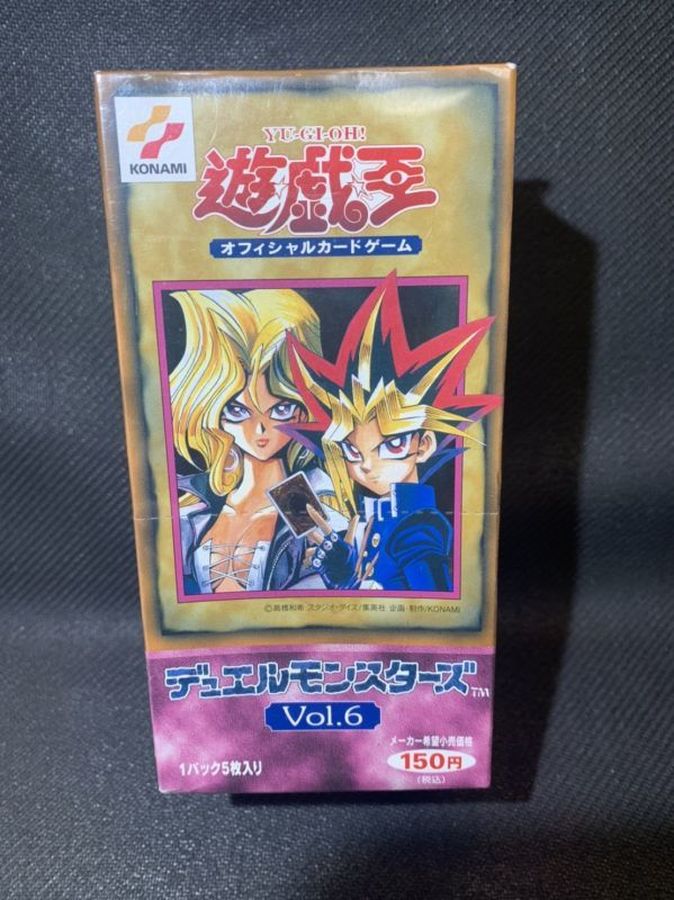 KONAMI
YU-GI-OH!
遊☆戯☆王
オフィシャルカードゲーム
©高橋和希 スタジオ・ダイス/集英社 企画・制作/KONAMI
デュエルモンスターズ™
Vol.6
1パック5枚入り
メーカー希望小売価格
150円
(税込)